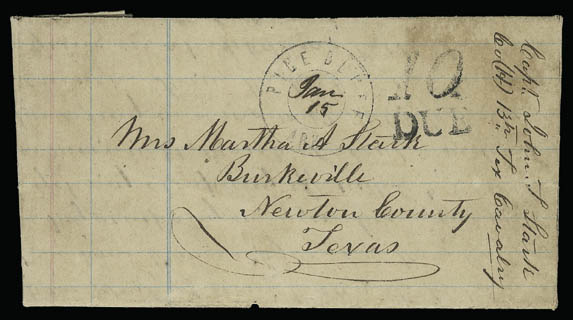 PINE BLUFF
Jan
15
ARK
10
DUE
Mrs Martha A Stark
Burkeville
Newton County
Texas
Capt. John. T Stark
Co (H) 13th Tex Cavalry